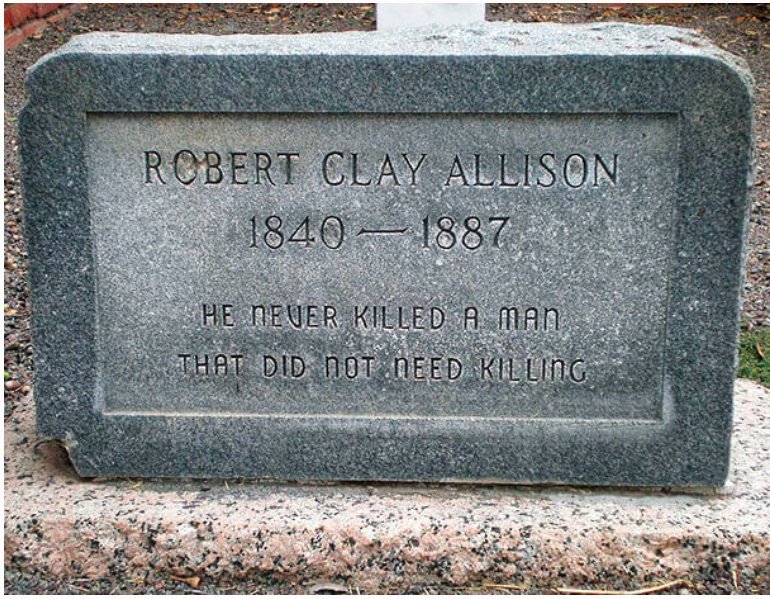 ROBERT CLAY ALLISON
1840 — 1887
HE NEVER KILLED A MAN
THAT DID NOT NEED KILLING